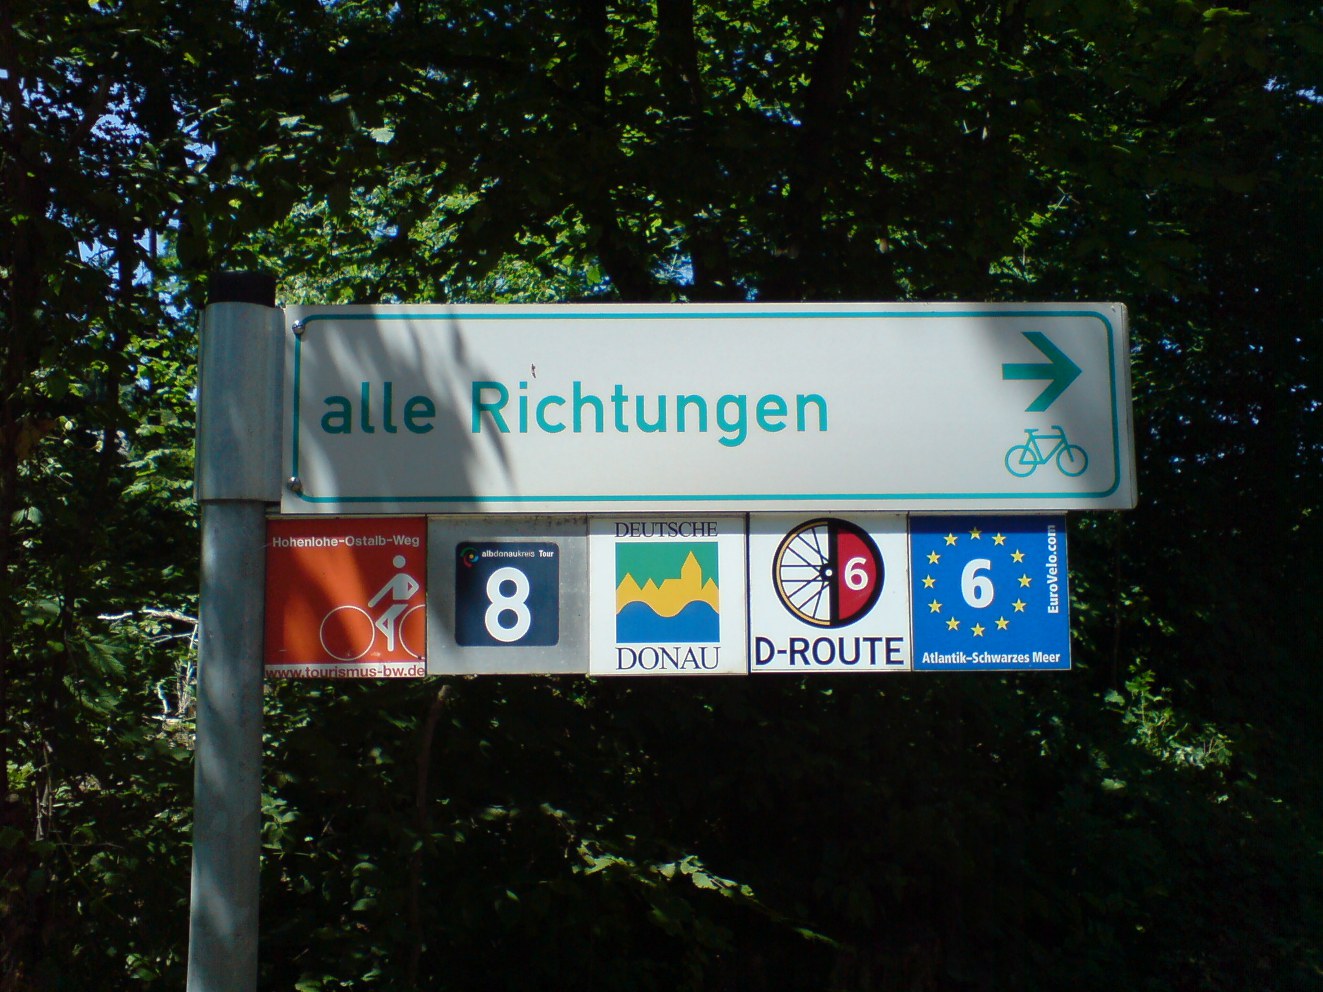 alle Richtungen
Hohenlohe-Ostalb-Weg
www.tourismus-bw.de
albdonaukreis Tour
8
DEUTSCHE
DONAU
6
D-ROUTE
6
EuroVelo.com
Atlantik-Schwarzes Meer